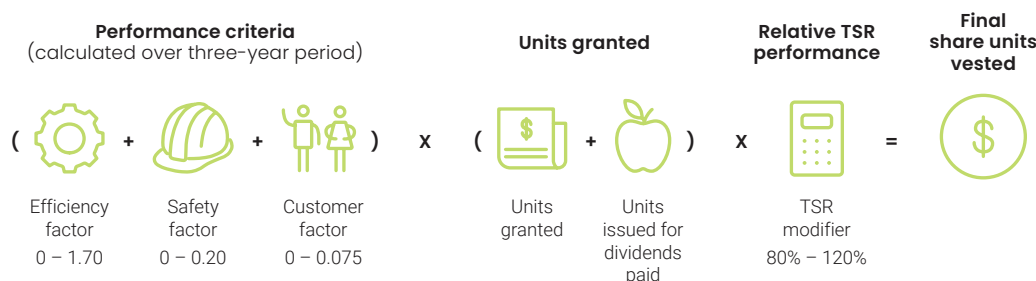 Performance criteria
(calculated over three-year period)
Units granted
Relative TSR
performance
Final
share units
vested
( + + ) x ( $ + ) x = $
Efficiency
factor
0 – 1.70
Safety
factor
0 – 0.20
Customer
factor
0 – 0.075
Units
granted
Units
issued for
dividends
paid
TSR
modifier
80% – 120%